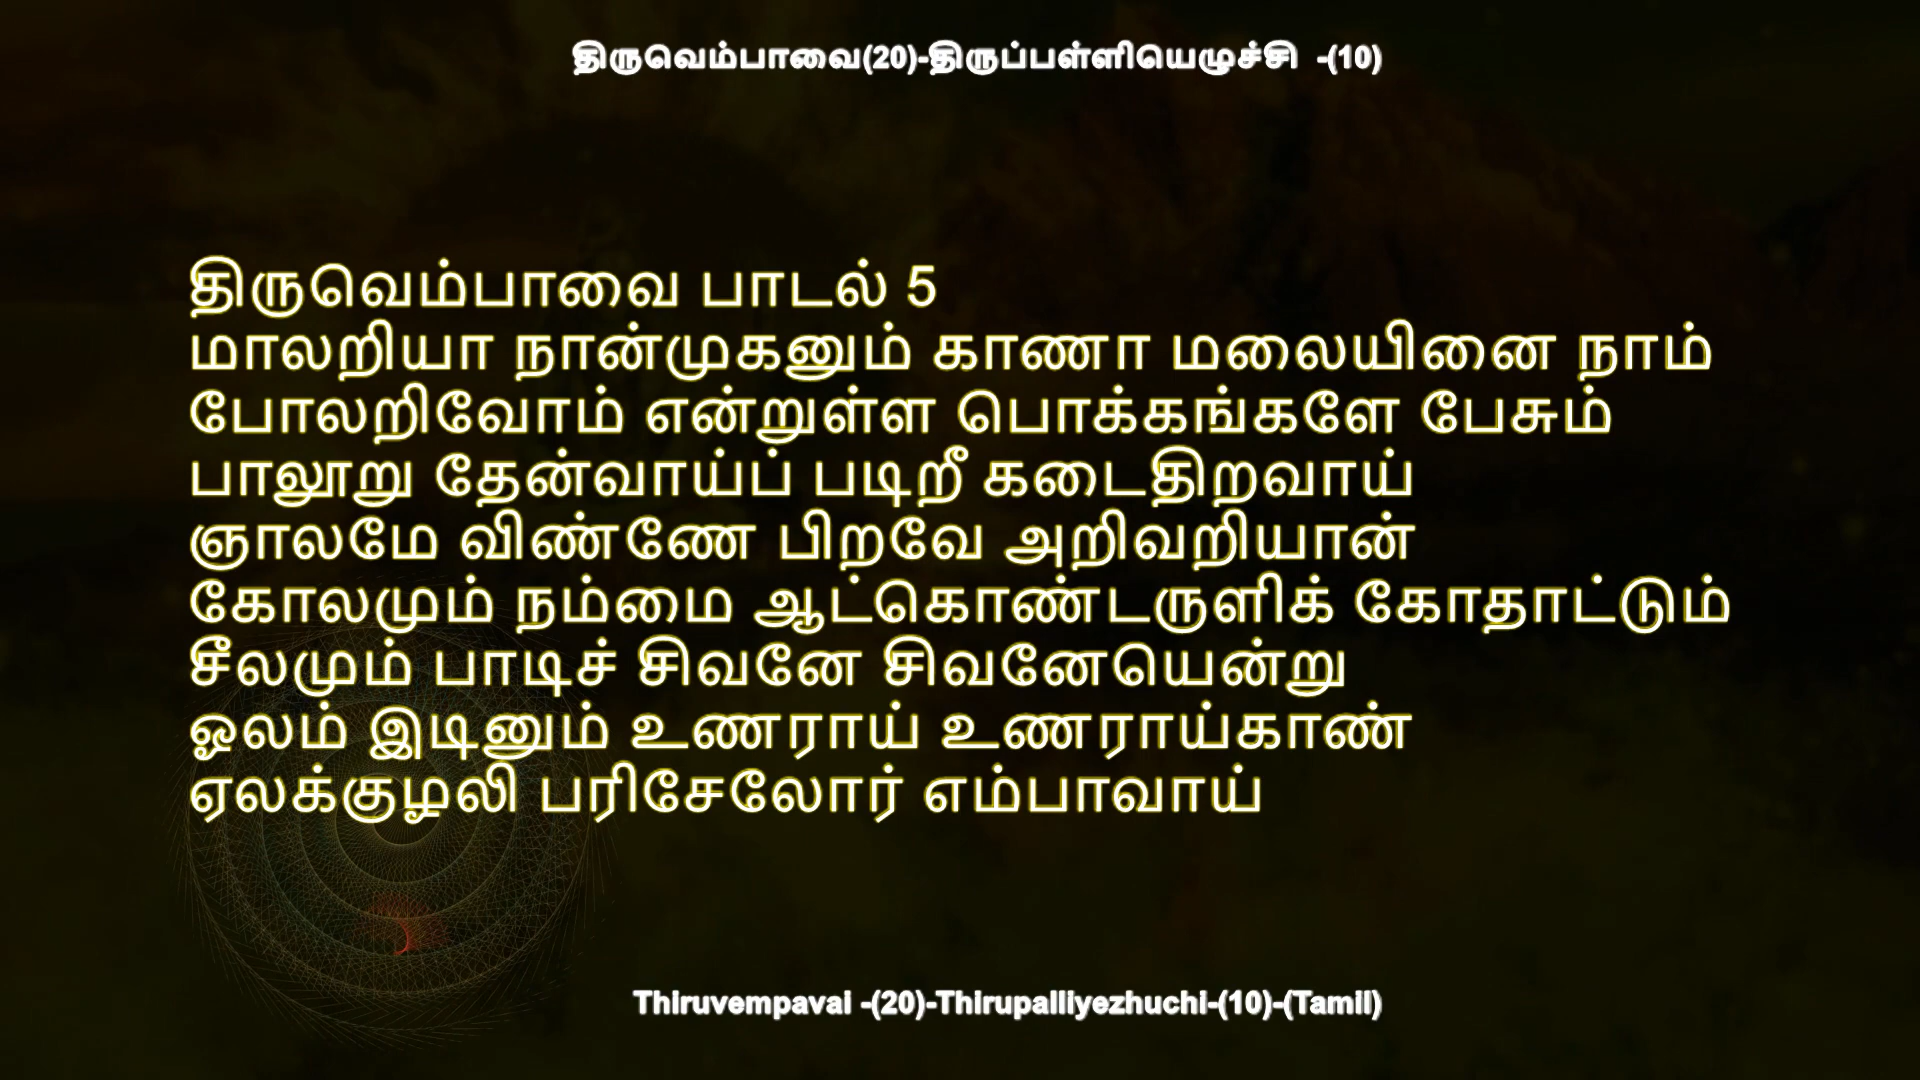 திருவெம்பாவை(20)-திருப்பள்ளியெழுச்சி -(10)
திருவெம்பாவை பாடல் 5
மாலறியா நான்முகனும் காணா மலையினை நாம்
போலறிவோம் என்றுள்ள பொக்கங்களே பேசும்
பாலூறு தேன்வாய்ப் படிறீ கடைதிறவாய்
ஞாலமே விண்ணே பிறவே அறிவறியான்
கோலமும் நம்மை ஆட்கொண்டருளிக் கோதாட்டும்
சீலமும் பாடிச் சிவனே சிவனேயென்று
ஓலம் இடினும் உணராய் உணராய்காண்
ஏலக்குழலி பரிசேலோர் எம்பாவாய்
Thiruvempavai -(20)-Thirupalliyezhuchi-(10)-(Tamil)